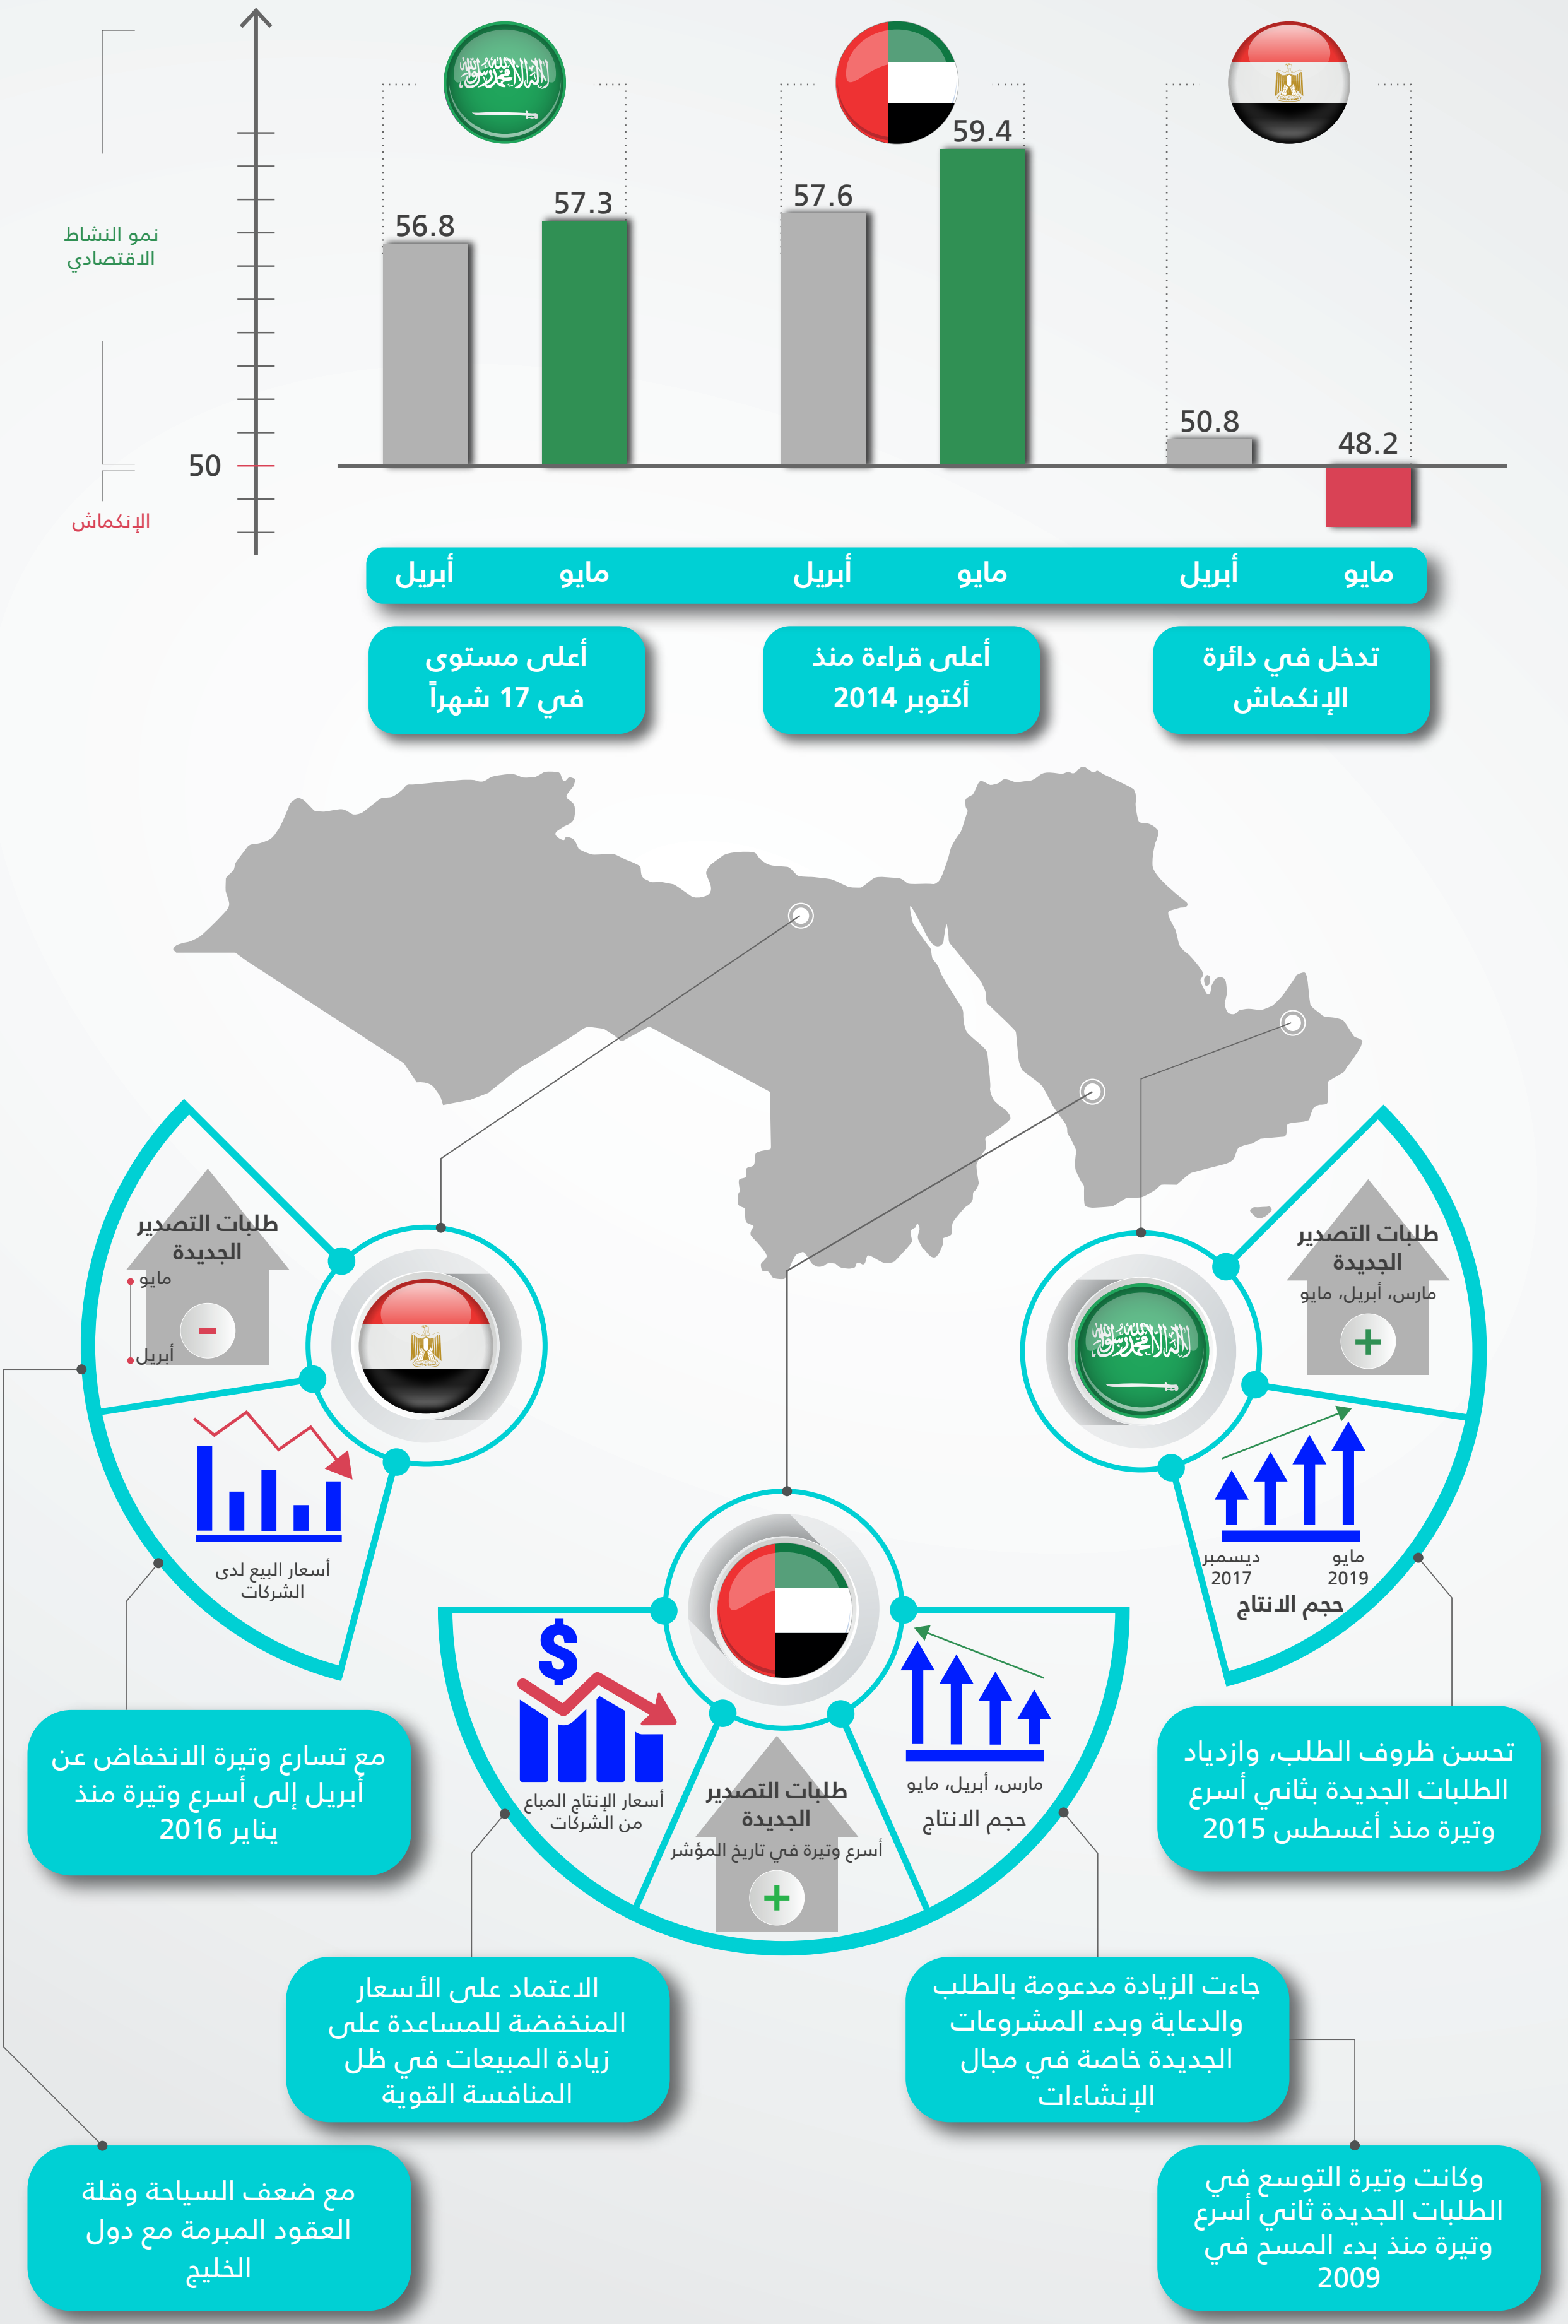 59.4
57.6
57.3
56.8
50.8
48.2
نمو النشاط
الاقتصادي
50
الإنكماش
أبريل
مايو
أبريل
مايو
أبريل
مايو
أعلى مستوى
في 17 شهراً
أعلى قراءة منذ
أكتوبر 2014
تدخل في دائرة
الإنكماش
طلبات التصدير
الجديدة
مايو
-
أبريل
أسعار البيع لدى
الشركات
طلبات التصدير
الجديدة
مارس، أبريل، مايو
+
ديسمبر
2017
مايو
2019
حجم الانتاج
$
أسعار الإنتاج المباع
من الشركات
طلبات التصدير
الجديدة
أسرع وتيرة في تاريخ المؤشر
+
مارس، أبريل، مايو
حجم الانتاج
مع تسارع وتيرة الانخفاض عن
أبريل إلى أسرع وتيرة منذ
يناير 2016
تحسن ظروف الطلب، وازدياد
الطلبات الجديدة بثاني أسرع
وتيرة منذ أغسطس 2015
الاعتماد على الأسعار
المنخفضة للمساعدة على
زيادة المبيعات في ظل
المنافسة القوية
جاءت الزيادة مدعومة بالطلب
والدعاية وبدء المشروعات
الجديدة خاصة في مجال
الإنشاءات
مع ضعف السياحة وقلة
العقود المبرمة مع دول
الخليج
وكانت وتيرة التوسع في
الطلبات الجديدة ثاني أسرع
وتيرة منذ بدء المسح في
2009